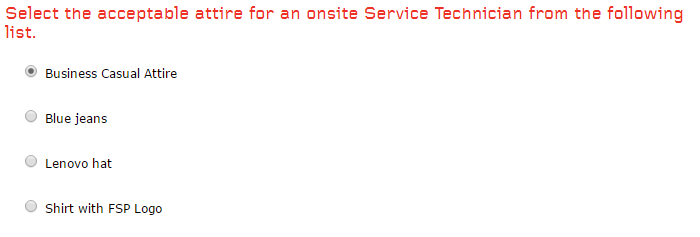 Select the acceptable attire for an onsite Service Technician from the following
list.
Business Casual Attire
Blue jeans
Lenovo hat
Shirt with FSP Logo